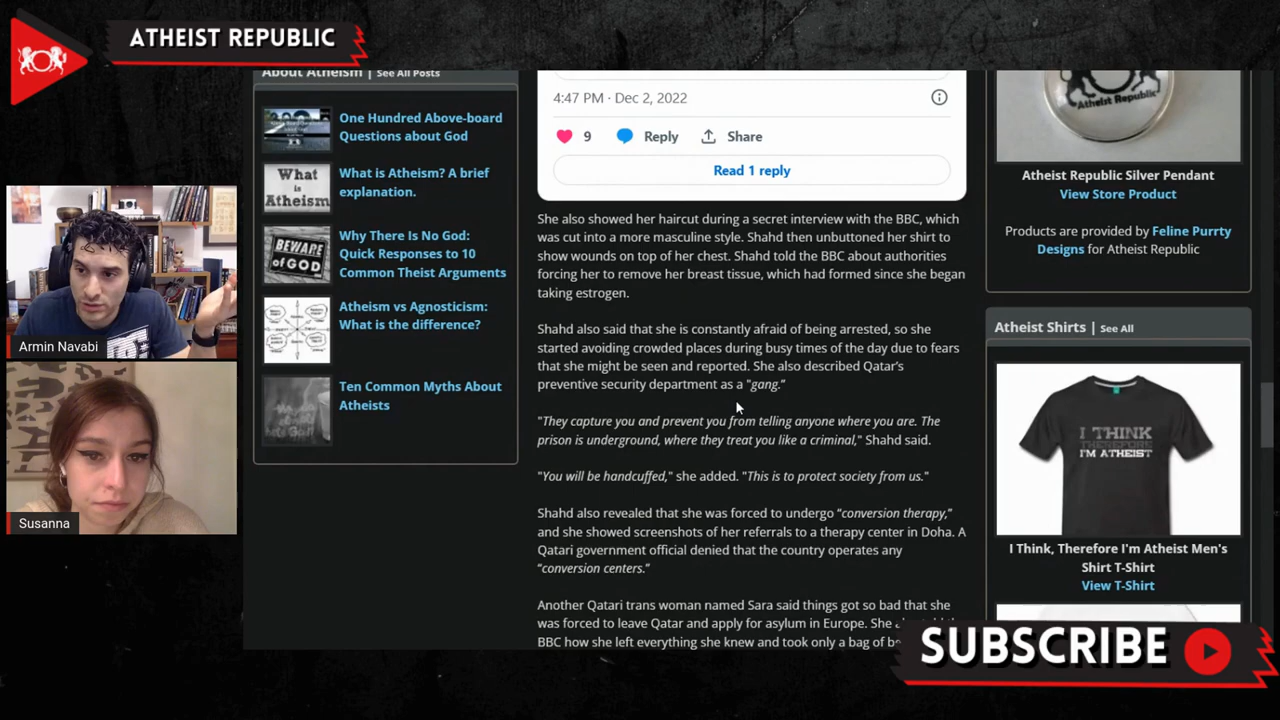 ATHEIST REPUBLIC
About Atheism | See All Posts
One Hundred Above-board
Questions about God
What is Atheism? A brief
explanation.
Why There Is No God:
Quick Responses to 10
Common Theist Arguments
Atheism vs Agnosticism:
What is the difference?
Ten Common Myths About
Atheists
What
is
Atheism
BEWARE
of GOD
Armin Navabi
Susanna
4:47 PM · Dec 2, 2022
9 Reply Share
Read 1 reply
She also showed her haircut during a secret interview with the BBC, which
was cut into a more masculine style. Shahd then unbuttoned her shirt to
show wounds on top of her chest. Shahd told the BBC about authorities
forcing her to remove her breast tissue, which had formed since she began
taking estrogen.
Shahd also said that she is constantly afraid of being arrested, so she
started avoiding crowded places during busy times of the day due to fears
that she might be seen and reported. She also described Qatar's
preventive security department as a "gang."
"They capture you and prevent you from telling anyone where you are. The
prison is underground, where they treat you like a criminal," Shahd said.
"You will be handcuffed," she added. "This is to protect society from us."
Shahd also revealed that she was forced to undergo "conversion therapy,"
and she showed screenshots of her referrals to a therapy center in Doha. A
Qatari government official denied that the country operates any
"conversion centers."
Another Qatari trans woman named Sara said things got so bad that she
was forced to leave Qatar and apply for asylum in Europe. She
BBC how she left everything she knew and took only a bag of
Atheist Republic
Atheist Republic Silver Pendant
View Store Product
Products are provided by Feline Purrty
Designs for Atheist Republic
Atheist Shirts | See All
I THINK
THEREFORE
I'M ATHEIST
I Think, Therefore I'm Atheist Men's
Shirt T-Shirt
View T-Shirt
SUBSCRIBE